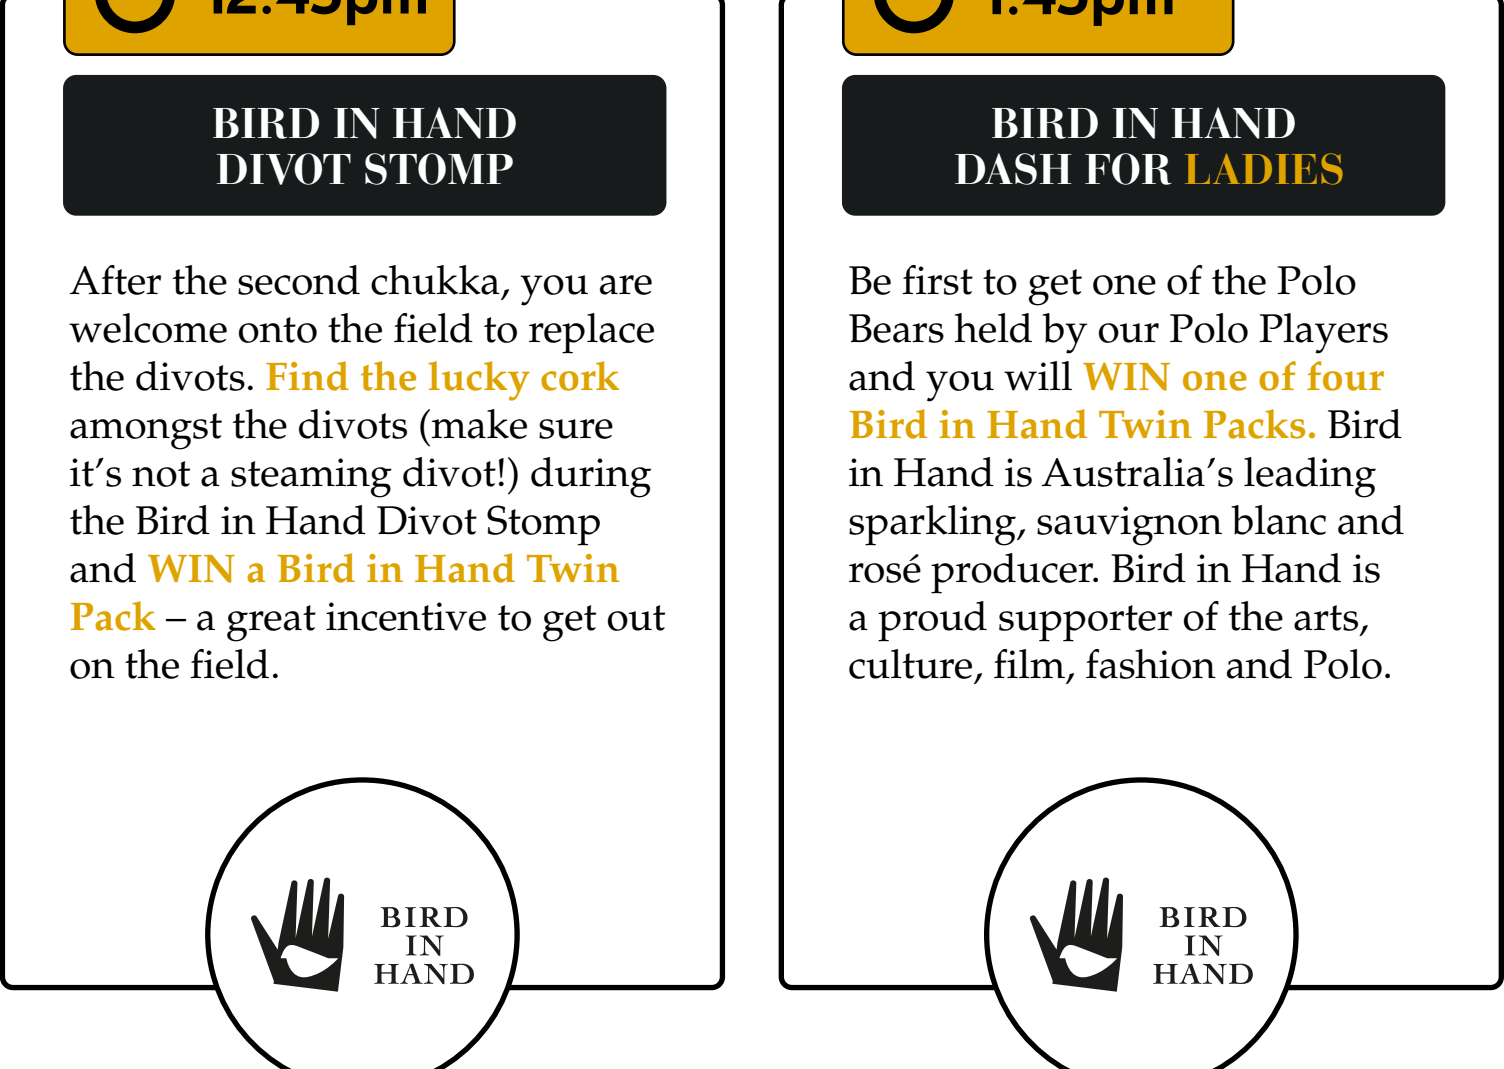 12:45pm
BIRD IN HAND
DIVOT STOMP
After the second chukka, you are
welcome onto the field to replace
the divots. Find the lucky cork
amongst the divots (make sure
it’s not a steaming divot!) during
the Bird in Hand Divot Stomp
and WIN a Bird in Hand Twin
Pack – a great incentive to get out
on the field.
BIRD
IN
HAND
1:45pm
BIRD IN HAND
DASH FOR LADIES
Be first to get one of the Polo
Bears held by our Polo Players
and you will WIN one of four
Bird in Hand Twin Packs. Bird
in Hand is Australia’s leading
sparkling, sauvignon blanc and
rosé producer. Bird in Hand is
a proud supporter of the arts,
culture, film, fashion and Polo.
BIRD
IN
HAND